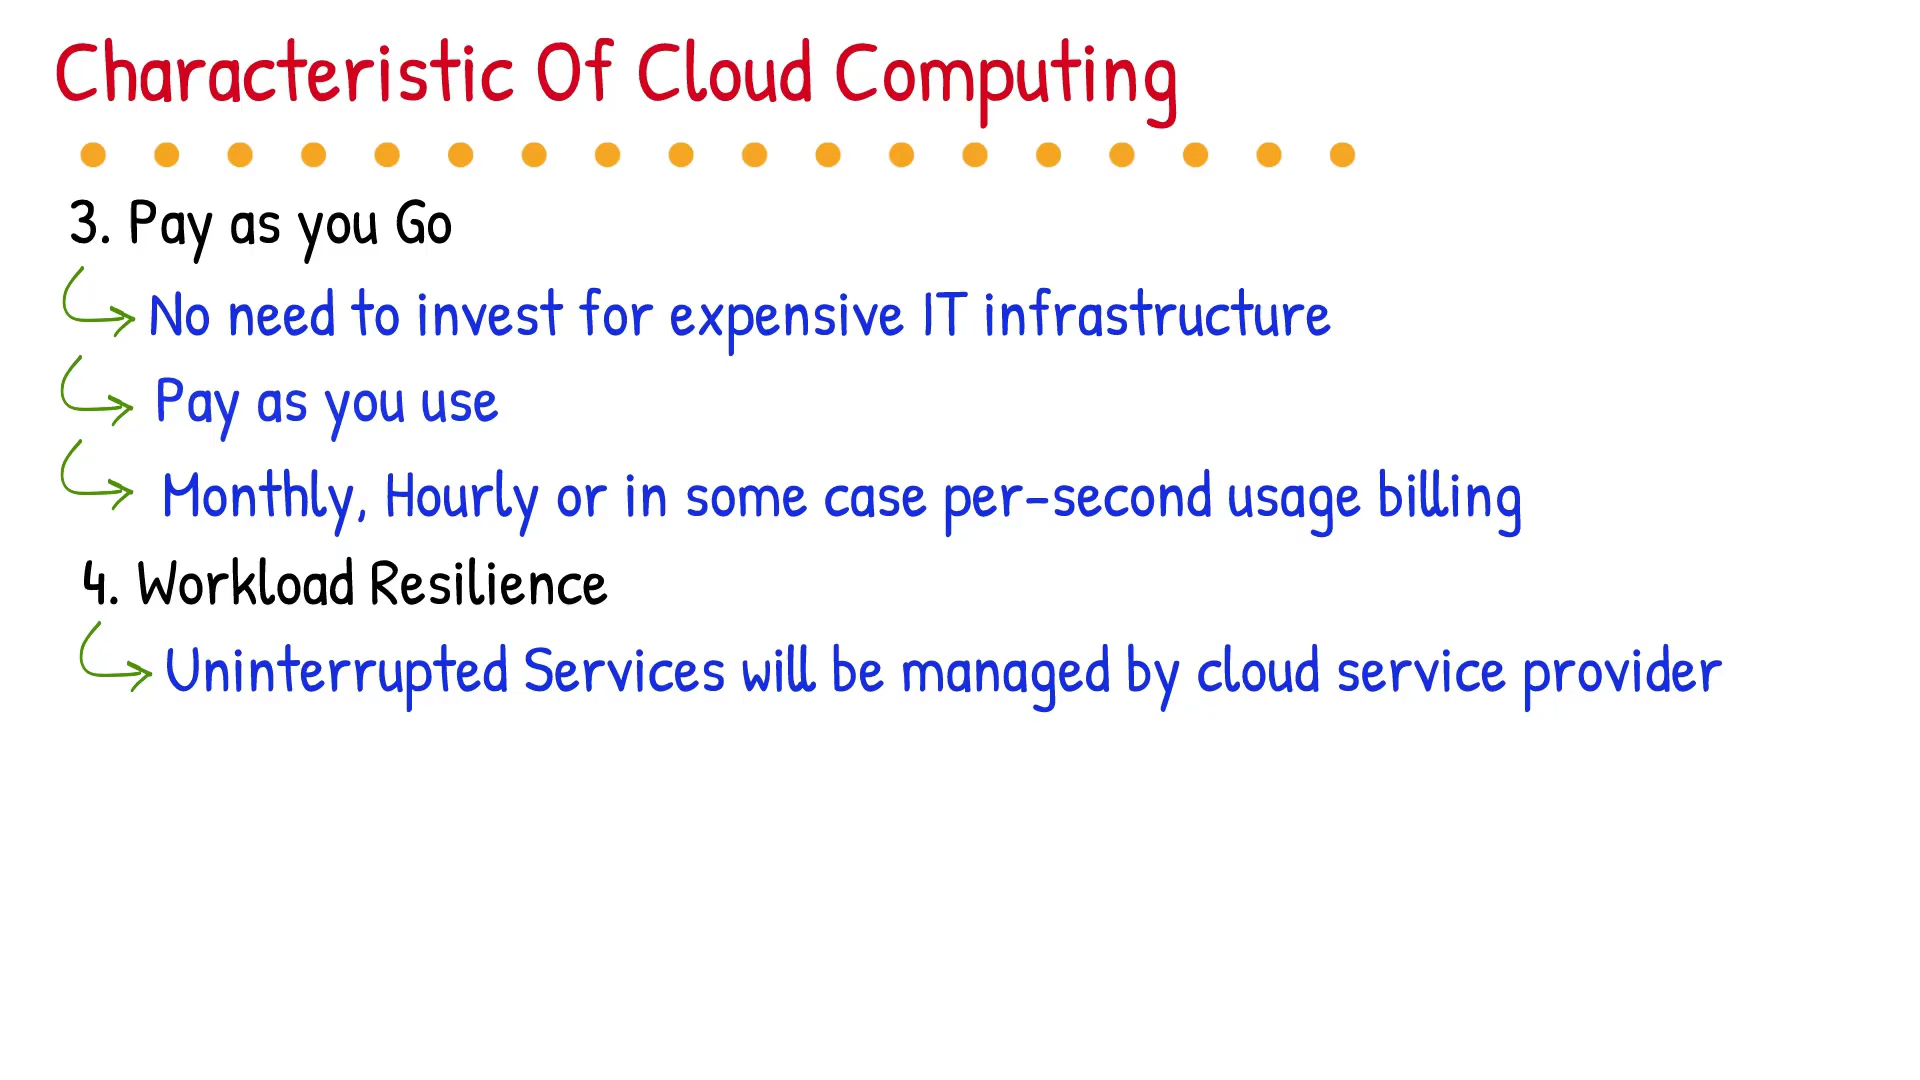 Characteristic Of Cloud Computing
3. Pay as you Go
No need to invest for expensive IT infrastructure
Pay as you use
Monthly, Hourly or in some case per-second usage billing
4. Workload Resilience
Uninterrupted Services will be managed by cloud service provider